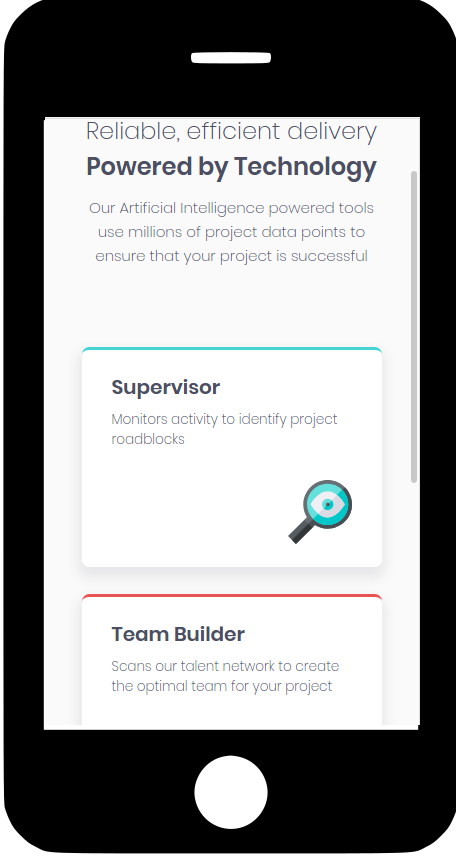 Reliable, efficient delivery
Powered by Technology
Our Artificial Intelligence powered tools
use millions of project data points to
ensure that your project is successful
Supervisor
Monitors activity to identify project
roadblocks
Team Builder
Scans our talent network to create
the optimal team for your project